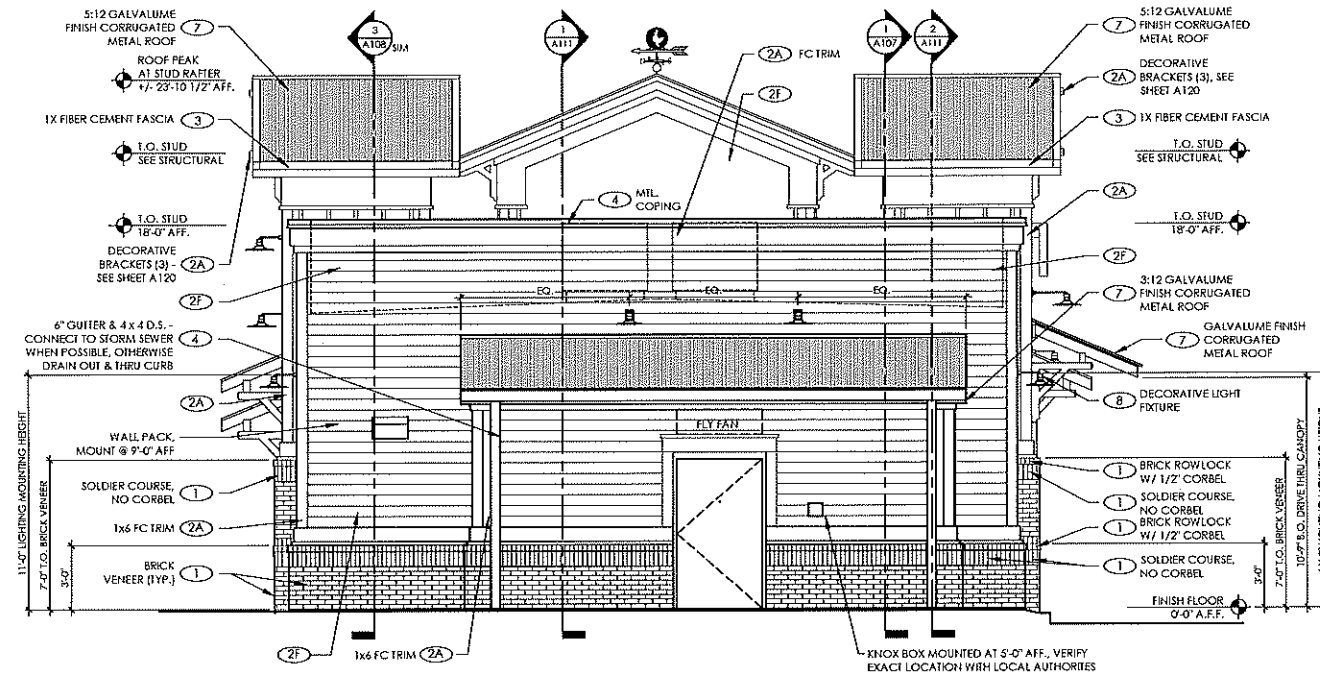 5:12 GALVALUME
FINISH CORRUGATED
METAL ROOF
7
ROOF PEAK
AT STUD RAFTER
+/- 23'-10 1/2" AFF.
1X FIBER CEMENT FASCIA 3
T.O. STUD
SEE STRUCTURAL
T.O. STUD
18'-0" AFF.
DECORATIVE
BRACKETS (3) -
SEE SHEET A120
2A
2F
6" GUTTER & 4 x 4 D.S. -
CONNECT TO STORM SEWER
WHEN POSSIBLE, OTHERWISE
DRAIN OUT & THRU CURB
4
2A
WALL PACK,
MOUNT @ 9'-0" AFF
SOLDIER COURSE,
NO CORBEL
1
1x6 FC TRIM 2A
BRICK
VENEER (TYP.)
1
11'-0" LIGHTING MOUNTING HEIGHT
7'-0" T.O. BRICK VENEER
3'-0"
3
A108
SIM
1
A111
1
A107
2
A111
2A FC TRIM
2F
4 MTL.
COPING
EQ.
EQ.
EQ.
FLY FAN
2F
1x6 FC TRIM 2A
KNOX BOX MOUNTED AT 5'-0" AFF., VERIFY
EXACT LOCATION WITH LOCAL AUTHORITES
5:12 GALVALUME
FINISH CORRUGATED
METAL ROOF
7
2A DECORATIVE
BRACKETS (3), SEE
SHEET A120
3 1X FIBER CEMENT FASCIA
T.O. STUD
SEE STRUCTURAL
2A
T.O. STUD
18'-0" AFF.
2F
3:12 GALVALUME
FINISH CORRUGATED
METAL ROOF
7
GALVALUME FINISH
CORRUGATED
METAL ROOF
7
8 DECORATIVE LIGHT
FIXTURE
1 BRICK ROWLOCK
W/ 1/2" CORBEL
1 SOLDIER COURSE,
NO CORBEL
1 BRICK ROWLOCK
W/ 1/2" CORBEL
1 SOLDIER COURSE,
NO CORBEL
FINISH FLOOR
0'-0" A.F.F.
3'-0"
7'-0" T.O. BRICK VENEER
10'-9" B.O. DRIVE THRU CANOPY